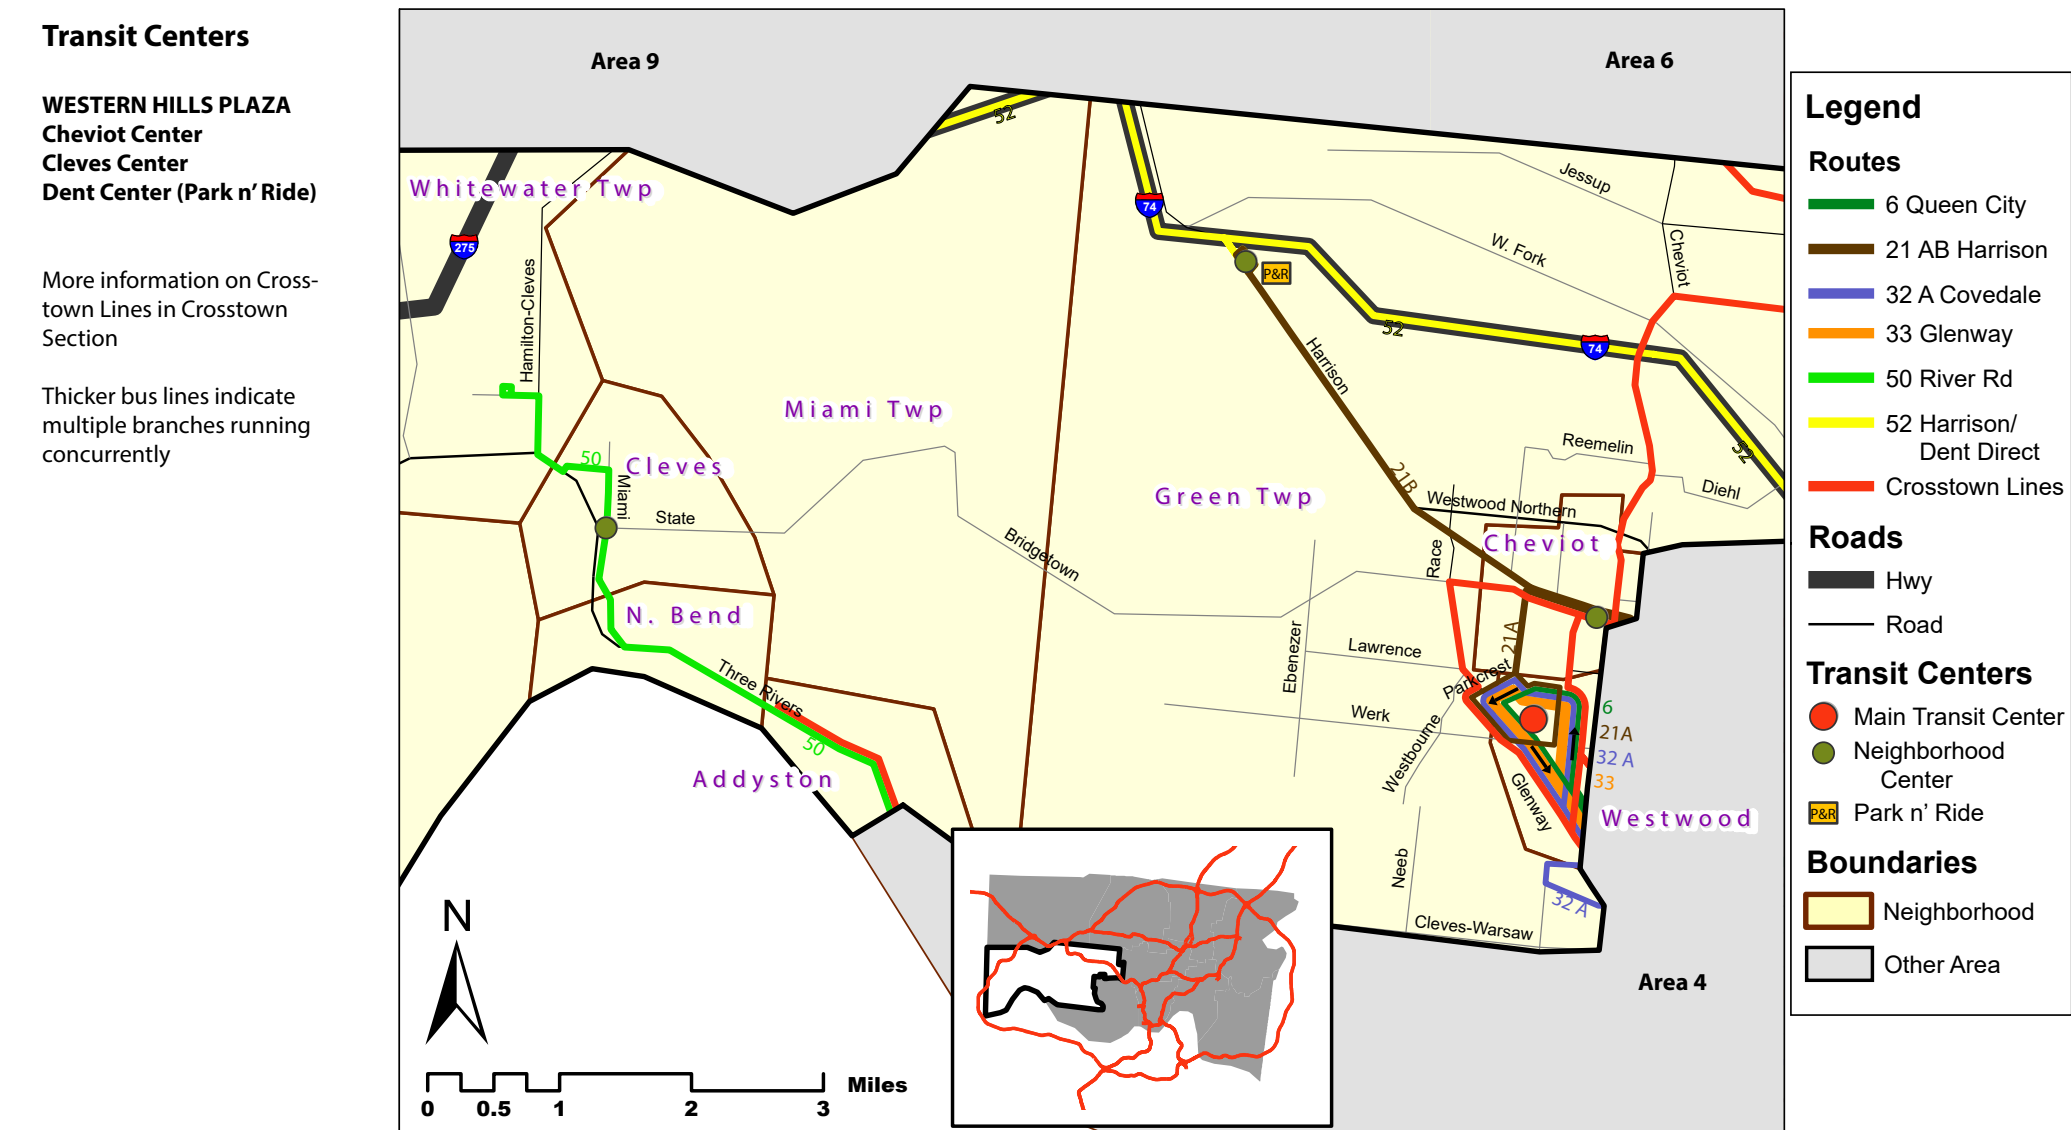 Transit Centers
WESTERN HILLS PLAZA
Cheviot Center
Cleves Center
Dent Center (Park n' Ride)
More information on Cross-
town Lines in Crosstown
Section
Thicker bus lines indicate
multiple branches running
concurrently
Area 9
Area 6
52
Whitewater Twp
275
Hamilton-Cleves
74
P&R
Jessup
W. Fork
Cheviot
52
74
52
Harrison
Miami Twp
50
Cleves
Miami
State
Bridgetown
Green Twp
21B
Reemelin
Diehl
Westwood Northern
Cheviot
Race
N. Bend
Three Rivers
50
Addyston
Ebenezer
Lawrence
21A
Parkcrest
Werk
Westbourne
Glenway
6
21A
32 A
33
Westwood
Neeb
32 A
Cleves-Warsaw
Area 4
N
0
0.5
1
2
3
Miles
Legend
Routes
6 Queen City
21 AB Harrison
32 A Covedale
33 Glenway
50 River Rd
52 Harrison/
Dent Direct
Crosstown Lines
Roads
Hwy
Road
Transit Centers
Main Transit Center
Neighborhood
Center
P&R
Park n' Ride
Boundaries
Neighborhood
Other Area